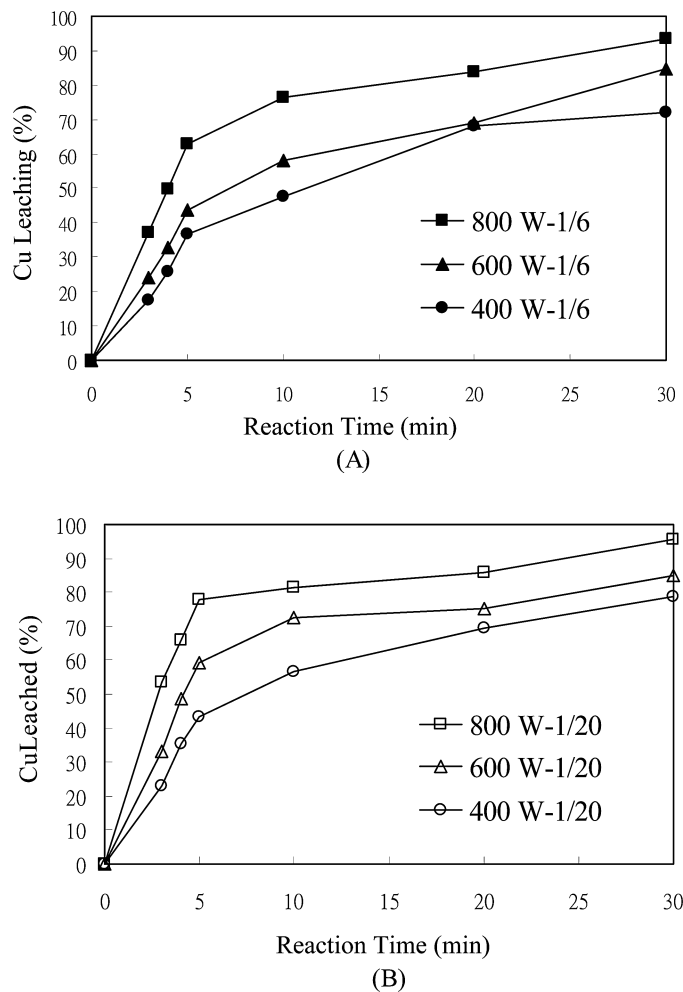 100
90
80
70
60
50
40
30
20
10
0
Cu Leaching (%)
800 W-1/6
600 W-1/6
400 W-1/6
0 5 10 15 20 25 30
Reaction Time (min)
(A)
100
90
80
70
60
50
40
30
20
10
0
CuLeached (%)
800 W-1/20
600 W-1/20
400 W-1/20
0 5 10 15 20 25 30
Reaction Time (min)
(B)